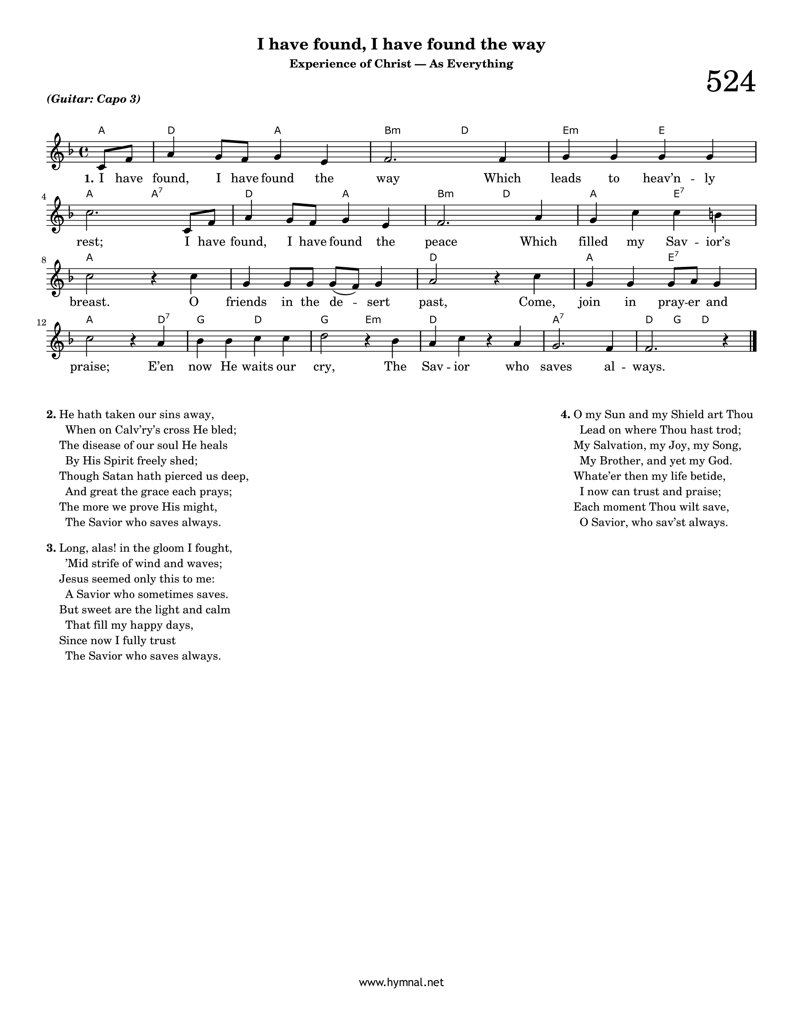 I have found, I have found the way
Experience of Christ — As Everything
524
(Guitar: Capo 3)
A D A Bm D Em E
1. I have found, I have found the way Which leads to heav'n - ly
4
A A7 D A Bm D A E7
rest; I have found, I have found the peace Which filled my Sav - ior's
8
A D A E7
breast. O friends in the de - sert past, Come, join in pray-er and
12
A D7 G D G Em D A7 D G D
praise; E'en now He waits our cry, The Sav - ior who saves al - ways.
2. He hath taken our sins away,
When on Calv'ry's cross He bled;
The disease of our soul He heals
By His Spirit freely shed;
Though Satan hath pierced us deep,
And great the grace each prays;
The more we prove His might,
The Savior who saves always.
3. Long, alas! in the gloom I fought,
'Mid strife of wind and waves;
Jesus seemed only this to me:
A Savior who sometimes saves.
But sweet are the light and calm
That fill my happy days,
Since now I fully trust
The Savior who saves always.
4. O my Sun and my Shield art Thou
Lead on where Thou hast trod;
My Salvation, my Joy, my Song,
My Brother, and yet my God.
Whate'er then my life betide,
I now can trust and praise;
Each moment Thou wilt save,
O Savior, who sav'st always.
www.hymnal.net